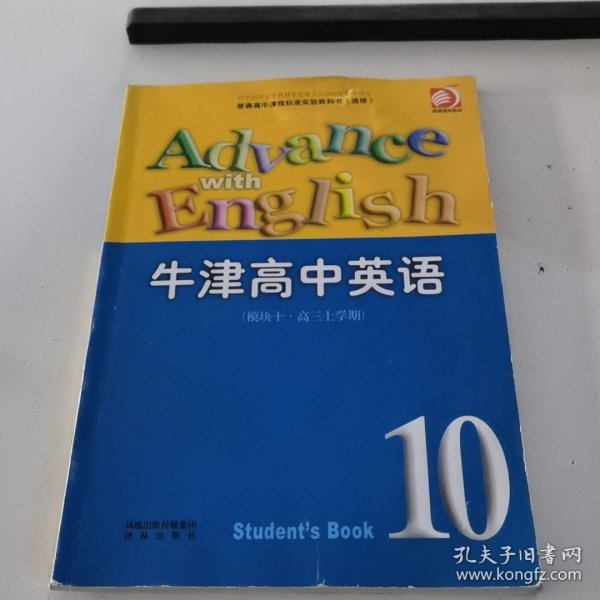 普通高中课程标准实验教科书(选修)
Advance
with
English
牛津高中英语
(模块十·高三上学期)
10
凤凰出版传媒集团
译林出版社
Student's Book
孔夫子旧书网
www.kongfz.com